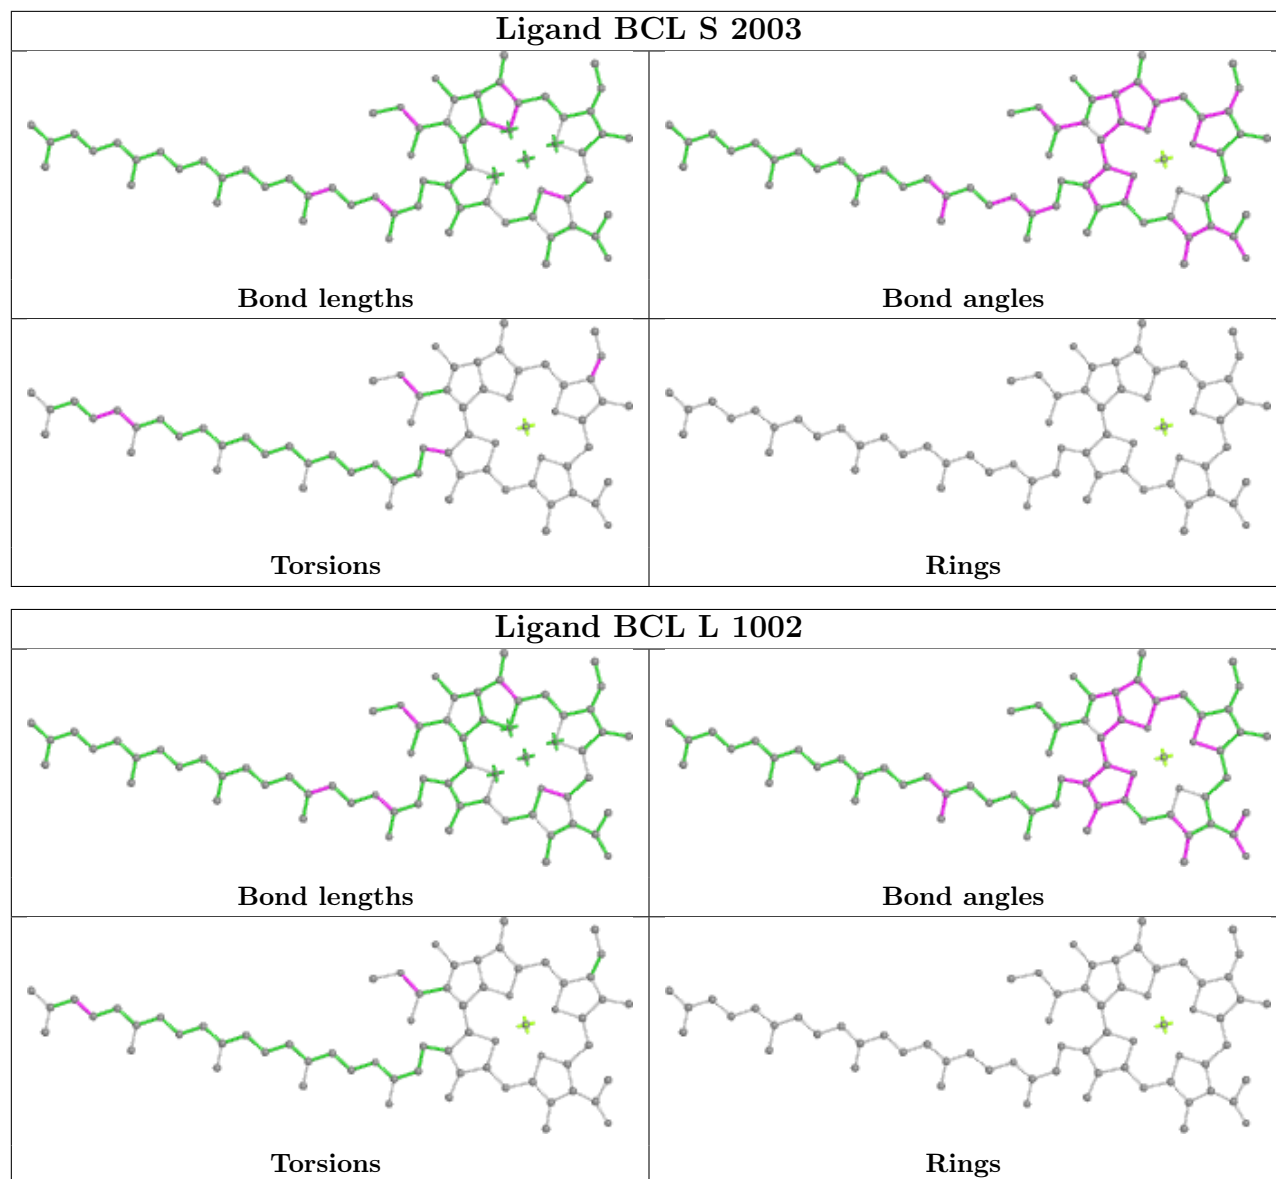 Ligand BCL S 2003
Bond lengths
Bond angles
Torsions
Rings
Ligand BCL L 1002
Bond lengths
Bond angles
Torsions
Rings